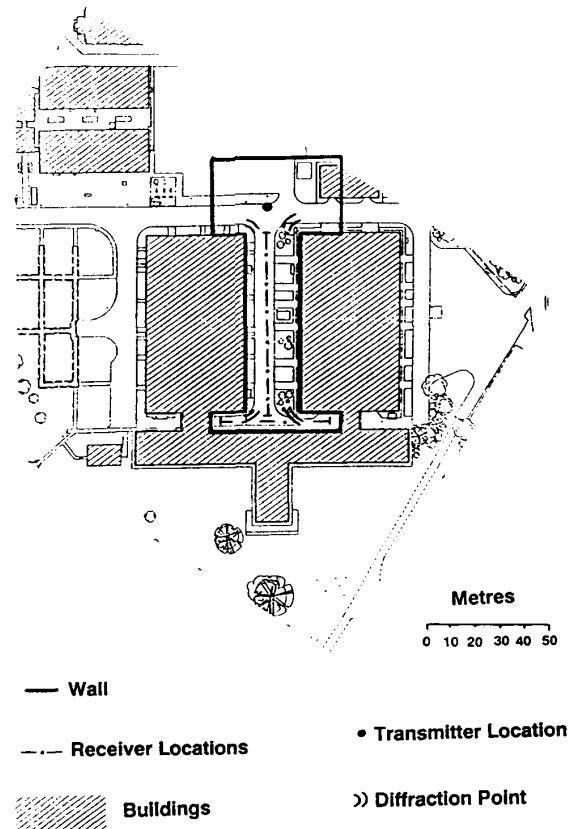 Metres
0 10 20 30 40 50
Wall
Receiver Locations
Transmitter Location
Buildings
Diffraction Point